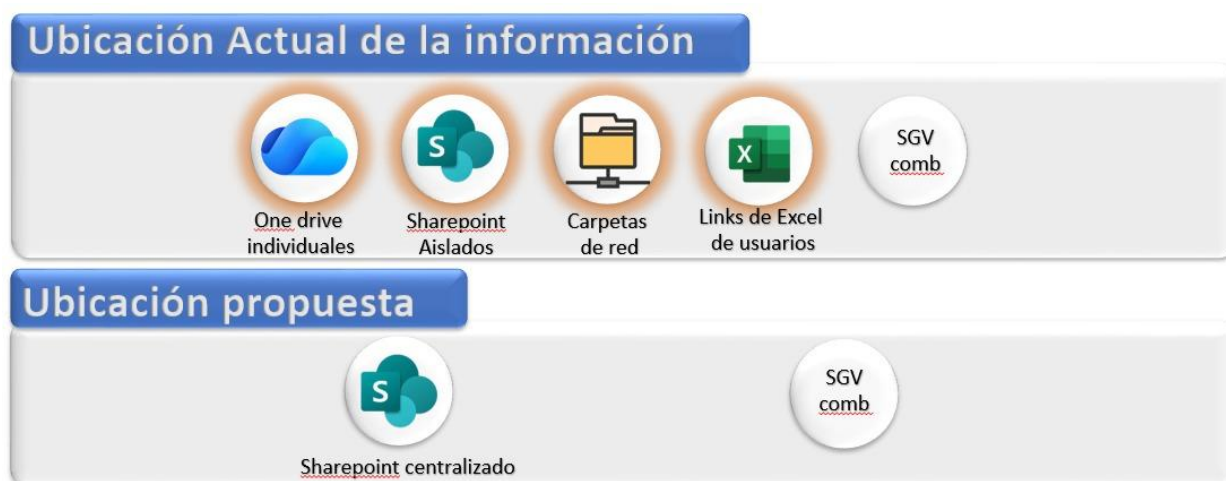 Ubicación Actual de la información
S
X
SGV
comb
One drive
individuales
Sharepoint
Aislados
Carpetas
de red
Links de Excel
de usuarios
Ubicación propuesta
S
SGV
comb
Sharepoint centralizado